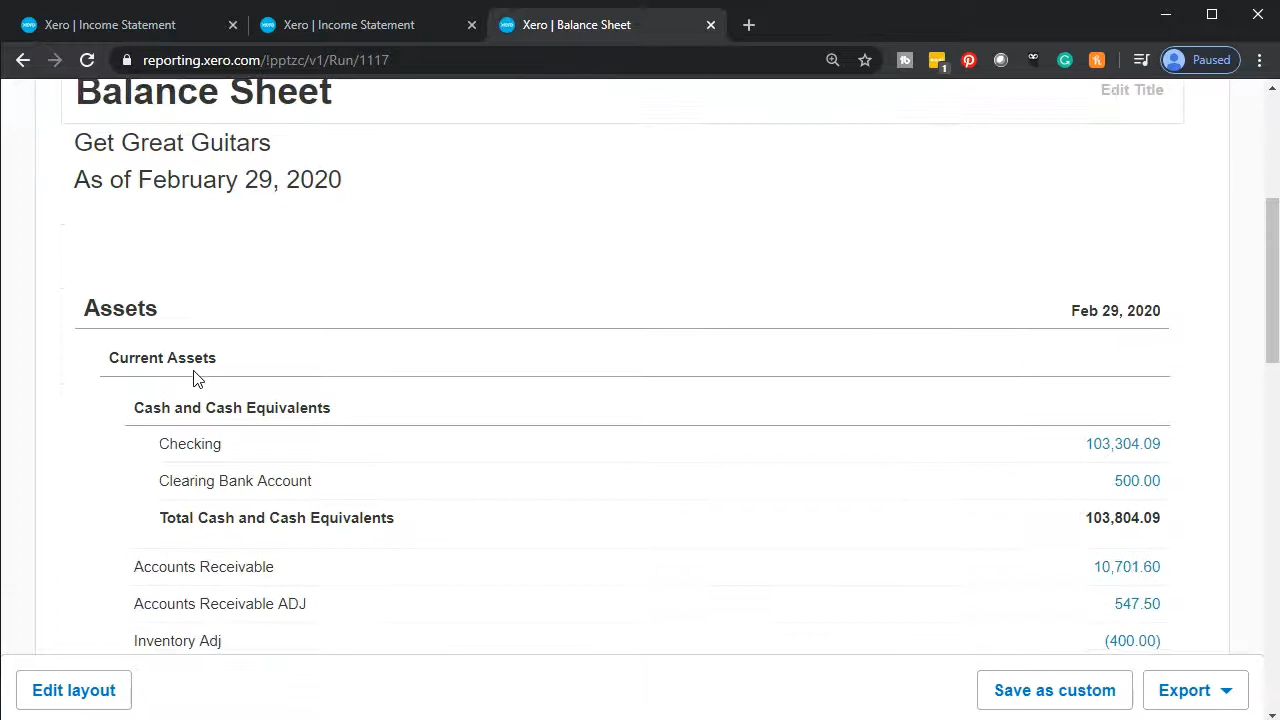 Xero | Income Statement
Xero | Income Statement
Xero | Balance Sheet
reporting.xero.com/!pptzc/v1/Run/1117
1
Paused
Balance Sheet
Edit Title
Get Great Guitars
As of February 29, 2020
Assets Feb 29, 2020
Current Assets
Cash and Cash Equivalents
Checking 103,304.09
Clearing Bank Account 500.00
Total Cash and Cash Equivalents 103,804.09
Accounts Receivable 10,701.60
Accounts Receivable ADJ 547.50
Inventory Adj (400.00)
Edit layout
Save as custom
Export